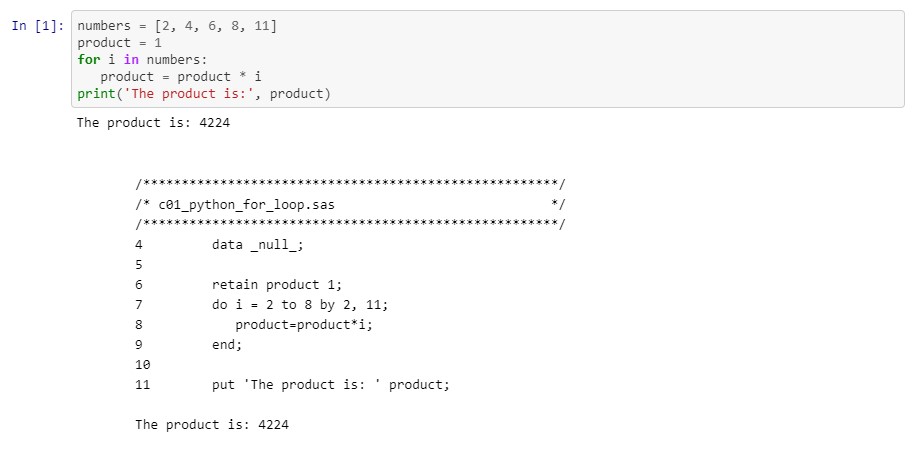 In [1]: numbers = [2, 4, 6, 8, 11]
product = 1
for i in numbers:
   product = product * i
print('The product is:', product)
The product is: 4224
/******************************************************/
/* c01_python_for_loop.sas                            */
/******************************************************/
4         data _null_;
5
6         retain product 1;
7         do i = 2 to 8 by 2, 11;
8            product=product*i;
9         end;
10
11        put 'The product is: ' product;
The product is: 4224